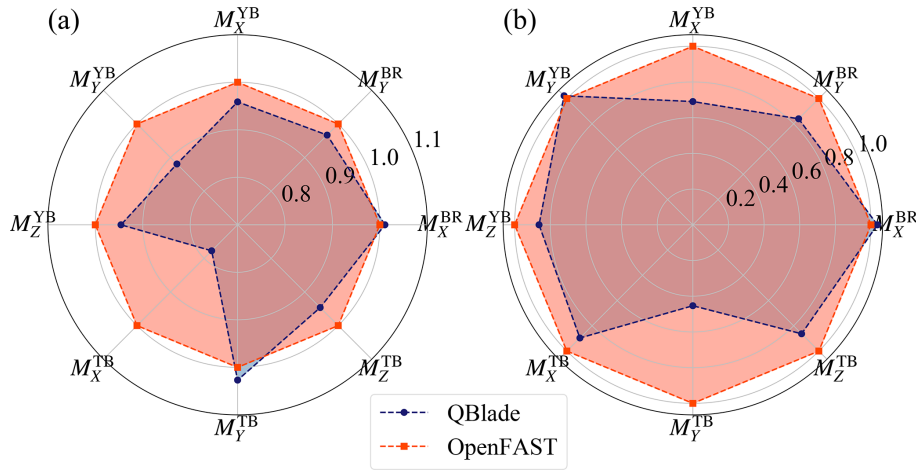 (a)
M_X^YB
M_Y^YB
M_Y^BR
M_Z^YB
M_X^BR
M_X^TB
M_Y^TB
M_Z^TB
0.8
0.9
1.0
1.1
(b)
M_X^YB
M_Y^YB
M_Y^BR
M_Z^YB
M_X^BR
M_X^TB
M_Y^TB
M_Z^TB
0.2
0.4
0.6
0.8
1.0
QBlade
OpenFAST